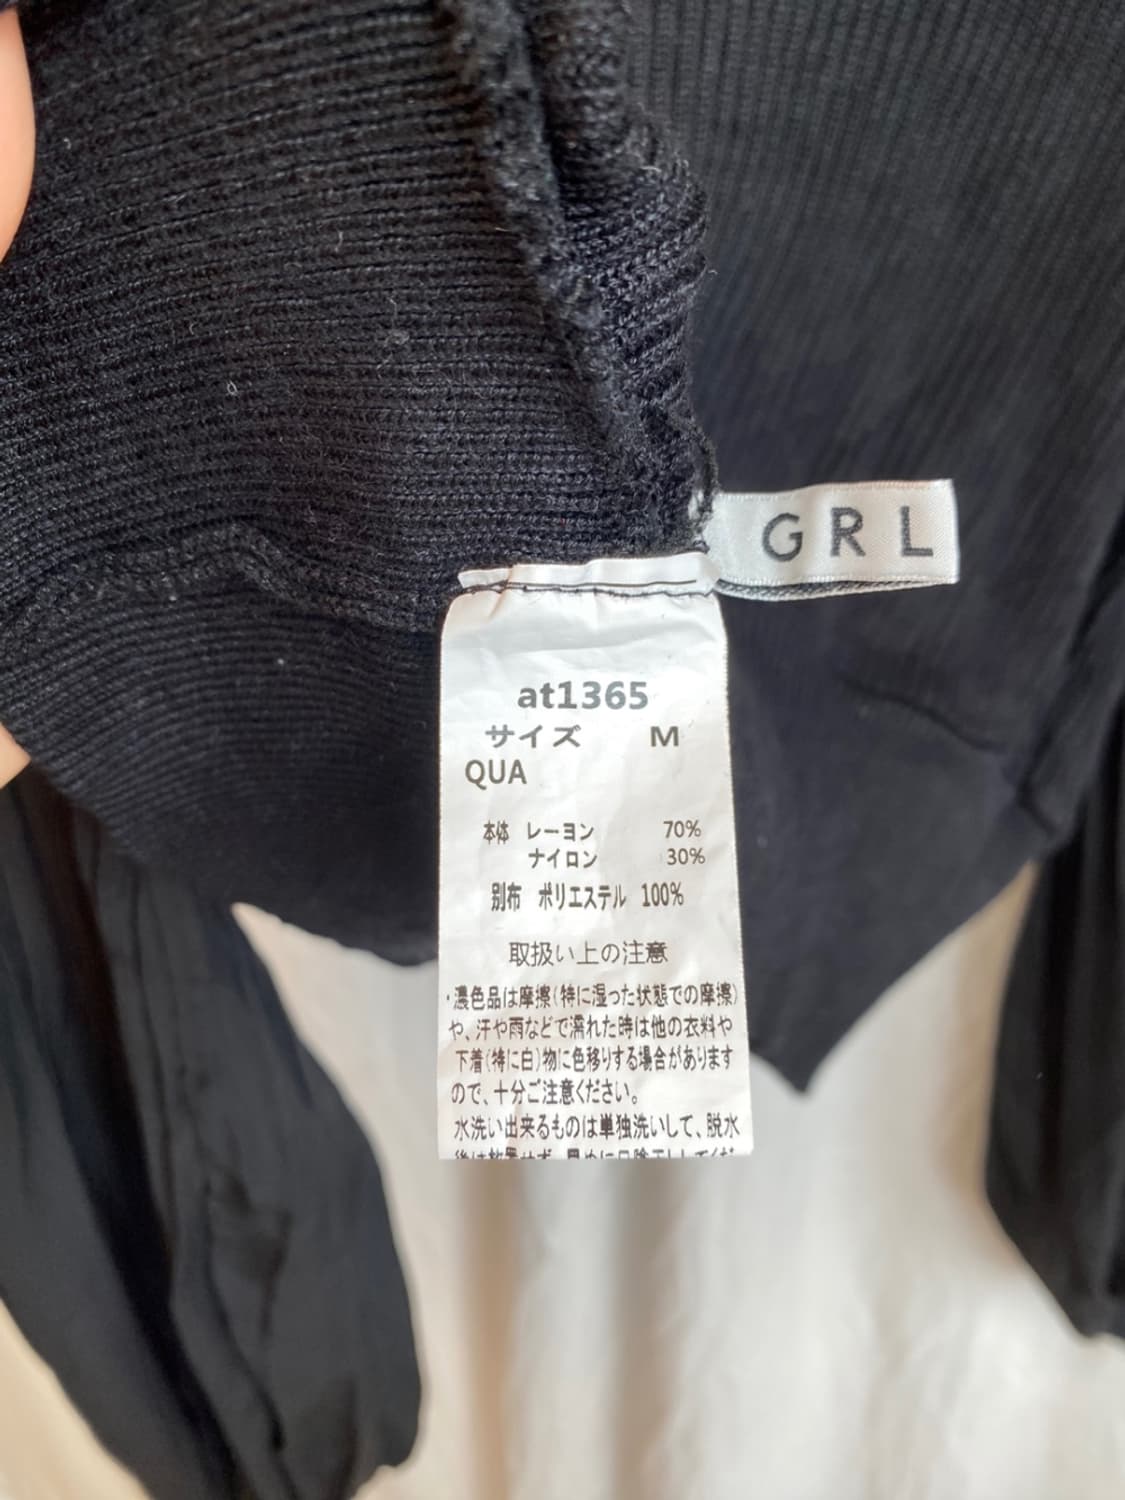 GRL
at1365
サイズ M
QUA
本体 レーヨン 70%
ナイロン 30%
別布 ポリエステル 100%
取扱い上の注意
・濃色品は摩擦(特に湿った状態での摩擦)
や、汗や雨などで濡れた時は他の衣料や
下着(特に白)物に色移りする場合があります
ので、十分ご注意ください。
水洗い出来るものは単独洗いして、脱水